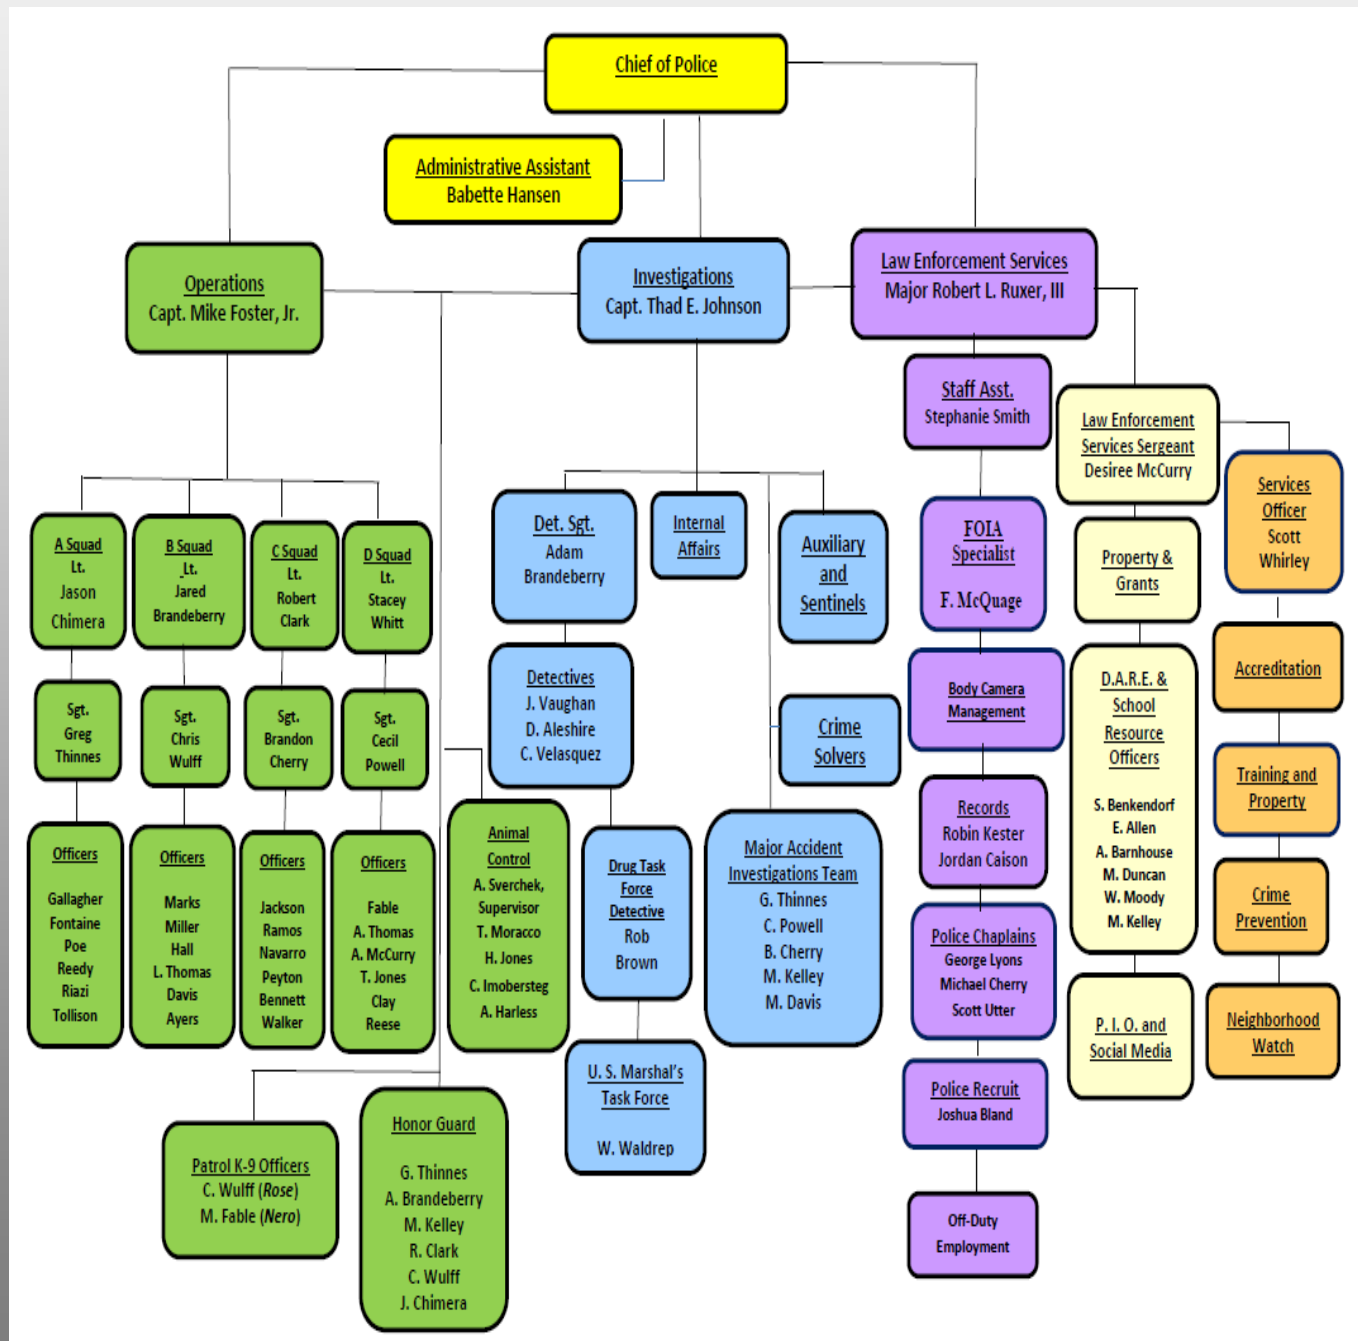 Chief of Police
Administrative Assistant
Babette Hansen
Operations
Capt. Mike Foster, Jr.
Investigations
Capt. Thad E. Johnson
Law Enforcement Services
Major Robert L. Ruxer, III
Staff Asst.
Stephanie Smith
Law Enforcement
Services Sergeant
Desiree McCurry
Services
Officer
Scott
Whirley
A Squad
Lt.
Jason
Chimera
B Squad
Lt.
Jared
Brandeberry
C Squad
Lt.
Robert
Clark
D Squad
Lt.
Stacey
Whitt
Det. Sgt.
Adam
Brandeberry
Internal
Affairs
Auxiliary
and
Sentinels
FOIA
Specialist
F. McQuage
Property &
Grants
Accreditation
Sgt.
Greg
Thinnes
Sgt.
Chris
Wulff
Sgt.
Brandon
Cherry
Sgt.
Cecil
Powell
Detectives
J. Vaughan
D. Aleshire
C. Velasquez
Crime
Solvers
Body Camera
Management
D.A.R.E. &
School
Resource
Officers
S. Benkendorf
E. Allen
A. Barnhouse
M. Duncan
W. Moody
M. Kelley
Training and
Property
Officers
Gallagher
Fontaine
Poe
Reedy
Riazi
Tollison
Officers
Marks
Miller
Hall
L. Thomas
Davis
Ayers
Officers
Jackson
Ramos
Navarro
Peyton
Bennett
Walker
Officers
Fable
A. Thomas
A. McCurry
T. Jones
Clay
Reese
Animal
Control
A. Sverchek,
Supervisor
T. Moracco
H. Jones
C. Imobersteg
A. Harless
Drug Task
Force
Detective
Rob
Brown
Major Accident
Investigations Team
G. Thinnes
C. Powell
B. Cherry
M. Kelley
M. Davis
Records
Robin Kester
Jordan Caison
Crime
Prevention
Police Chaplains
George Lyons
Michael Cherry
Scott Utter
P. I. O. and
Social Media
Neighborhood
Watch
U. S. Marshal's
Task Force
W. Waldrep
Police Recruit
Joshua Bland
Patrol K-9 Officers
C. Wulff (Rose)
M. Fable (Nero)
Honor Guard
G. Thinnes
A. Brandeberry
M. Kelley
R. Clark
C. Wulff
J. Chimera
Off-Duty
Employment